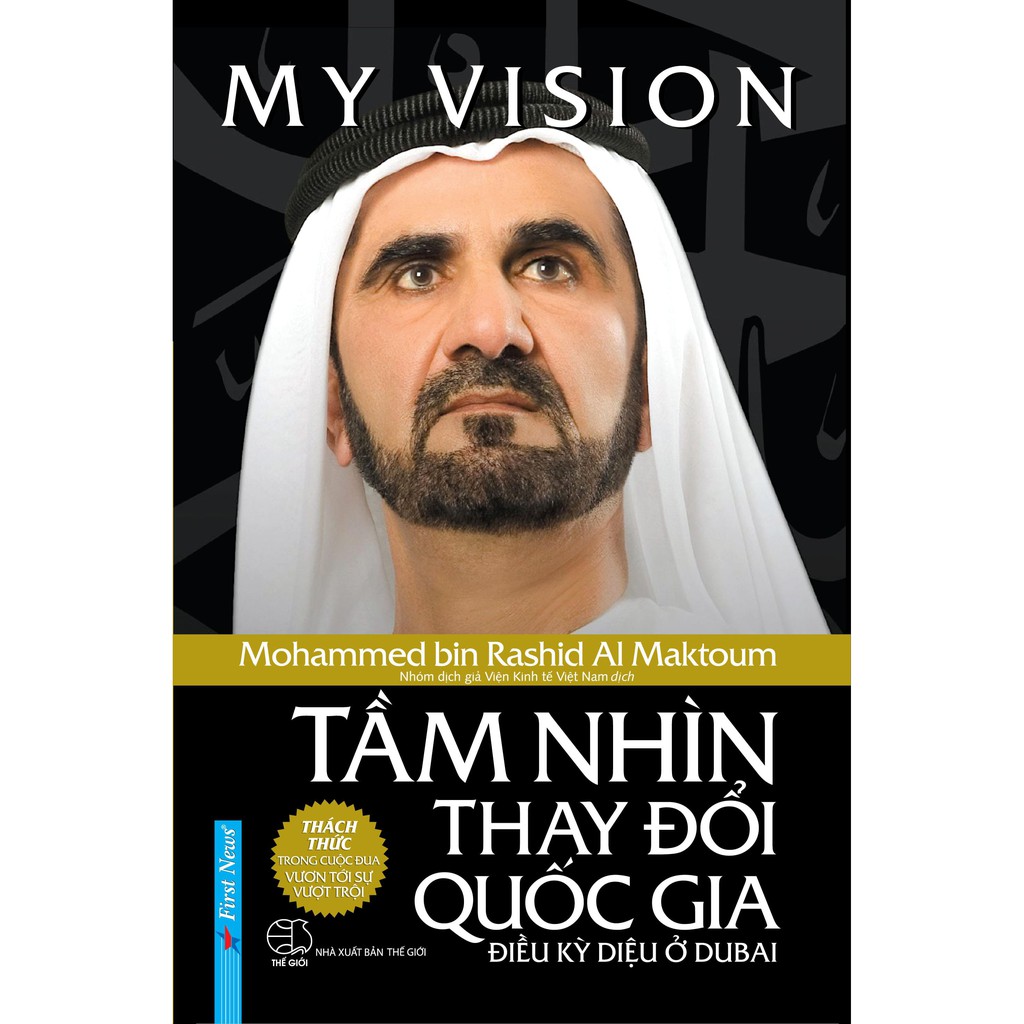 MY VISION
Mohammed bin Rashid Al Maktoum
Nhóm dịch giả Viện Kinh tế Việt Nam dịch
TẦM NHÌN
THAY ĐỔI
QUỐC GIA
ĐIỀU KỲ DIỆU Ở DUBAI
THÁCH
THỨC
TRONG CUỘC ĐUA
VƯƠN TỚI SỰ
VƯỢT TRỘI
First News®
THẾ GIỚI
NHÀ XUẤT BẢN THẾ GIỚI